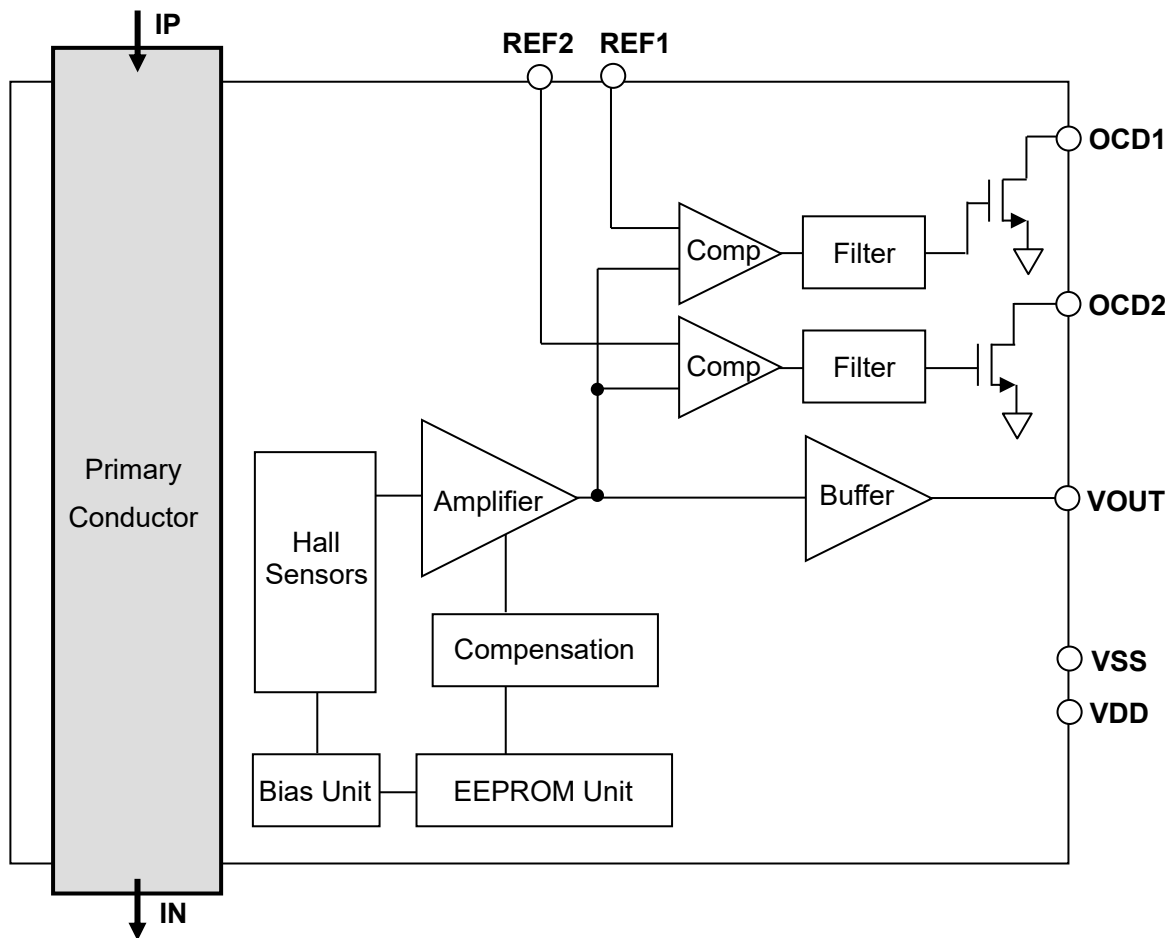 IP
REF2
REF1
OCD1
Comp
Filter
OCD2
Comp
Filter
Primary
Conductor
Hall
Sensors
Amplifier
Buffer
VOUT
Compensation
VSS
VDD
Bias Unit
EEPROM Unit
IN